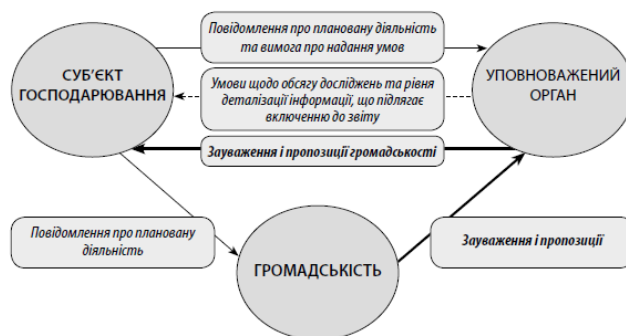 Повідомлення про плановану діяльність
та вимога про надання умов
СУБ'ЄКТ
ГОСПОДАРЮВАННЯ
Умови щодо обсягу досліджень та рівня
деталізації інформації, що підлягає
включенню до звіту
УПОВНОВАЖЕНИЙ
ОРГАН
Зауваження і пропозиції громадськості
Повідомлення про плановану
діяльність
Зауваження і пропозиції
ГРОМАДСЬКІСТЬ